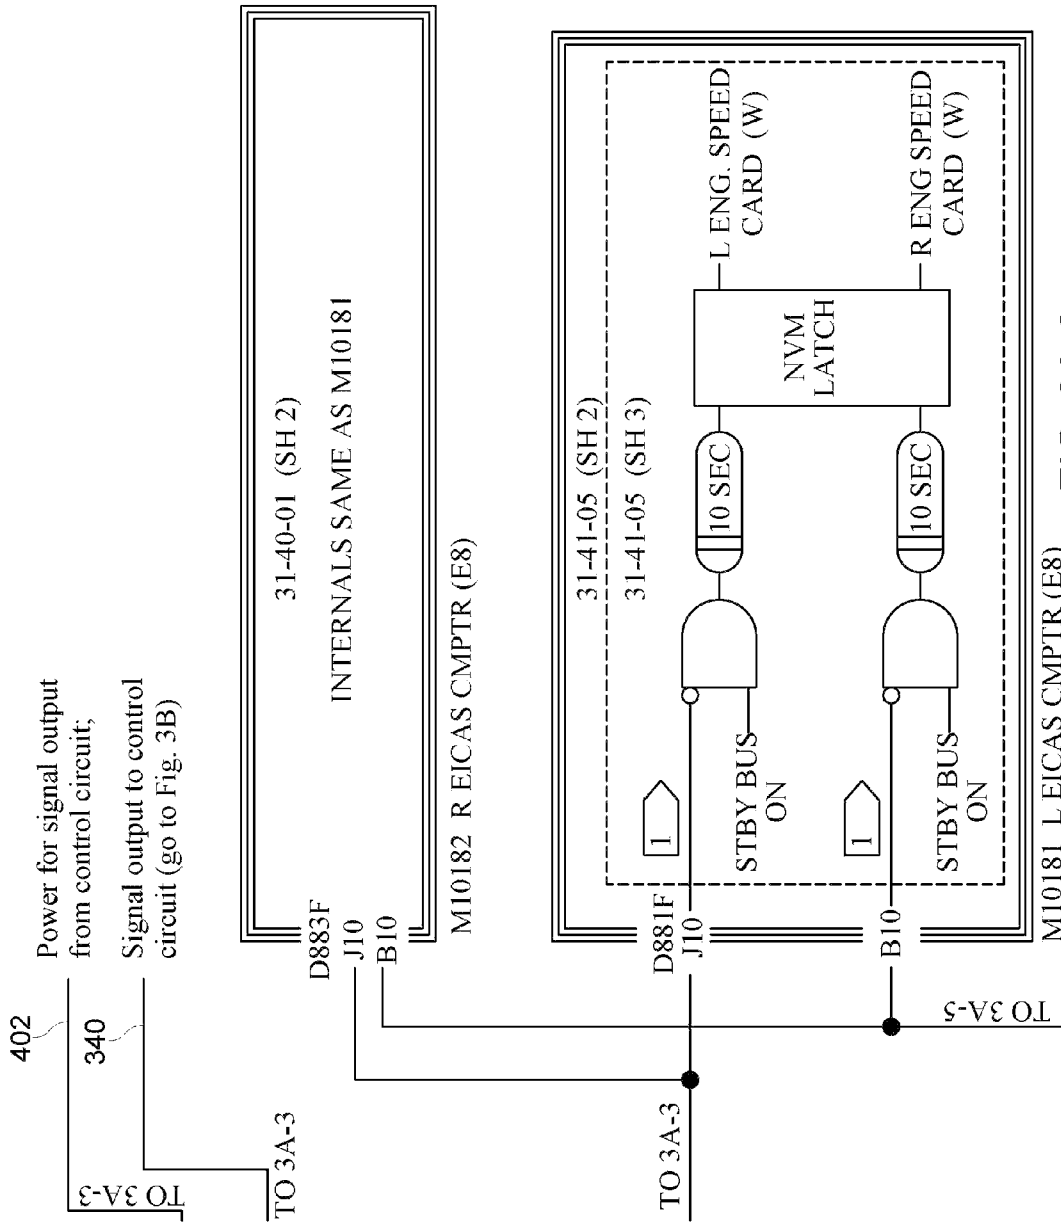 402
Power for signal output
from control circuit;
340
Signal output to control
circuit (go to Fig. 3B)
TO 3A-3
TO 3A-3
31-40-01 (SH 2)
INTERNALS SAME AS M10181
D883F
J10
B10
M10182 R EICAS CMPTR (E8)
31-41-05 (SH 2)
31-41-05 (SH 3)
D881F
J10
1
STBY BUS
ON
10 SEC
NVM
LATCH
L ENG. SPEED
CARD (W)
B10
1
STBY BUS
ON
10 SEC
R ENG SPEED
CARD (W)
TO 3A-3
TO 3A-5
M10181 L EICAS CMPTR (E8)